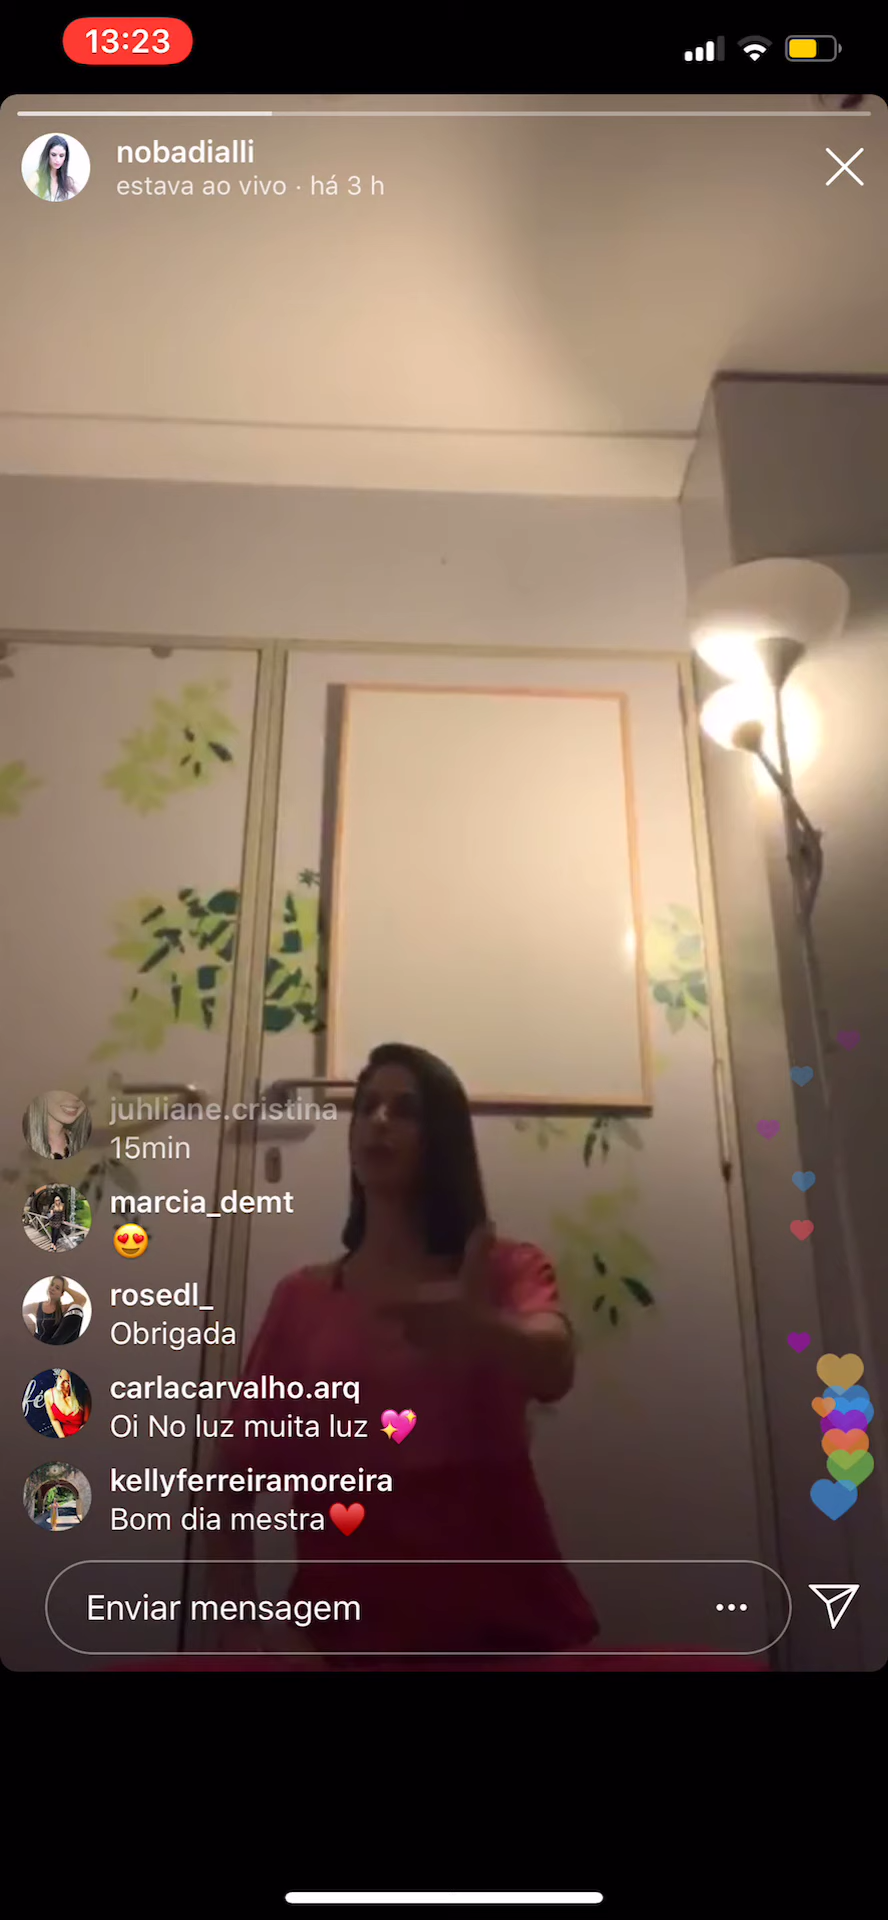 13:23
nobadialli
estava ao vivo · há 3 h
juhliane.cristina
15min
marcia_demt
😍
rosedl_
Obrigada
carlacarvalho.arq
Oi No luz muita luz 💖
kellyferreiramoreira
Bom dia mestra♥️
Enviar mensagem